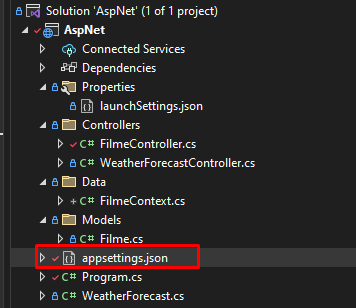 Solution 'AspNet' (1 of 1 project)
AspNet
Connected Services
Dependencies
Properties
launchSettings.json
Controllers
C# FilmeController.cs
C# WeatherForecastController.cs
Data
C# FilmeContext.cs
Models
C# Filme.cs
appsettings.json
C# Program.cs
C# WeatherForecast.cs